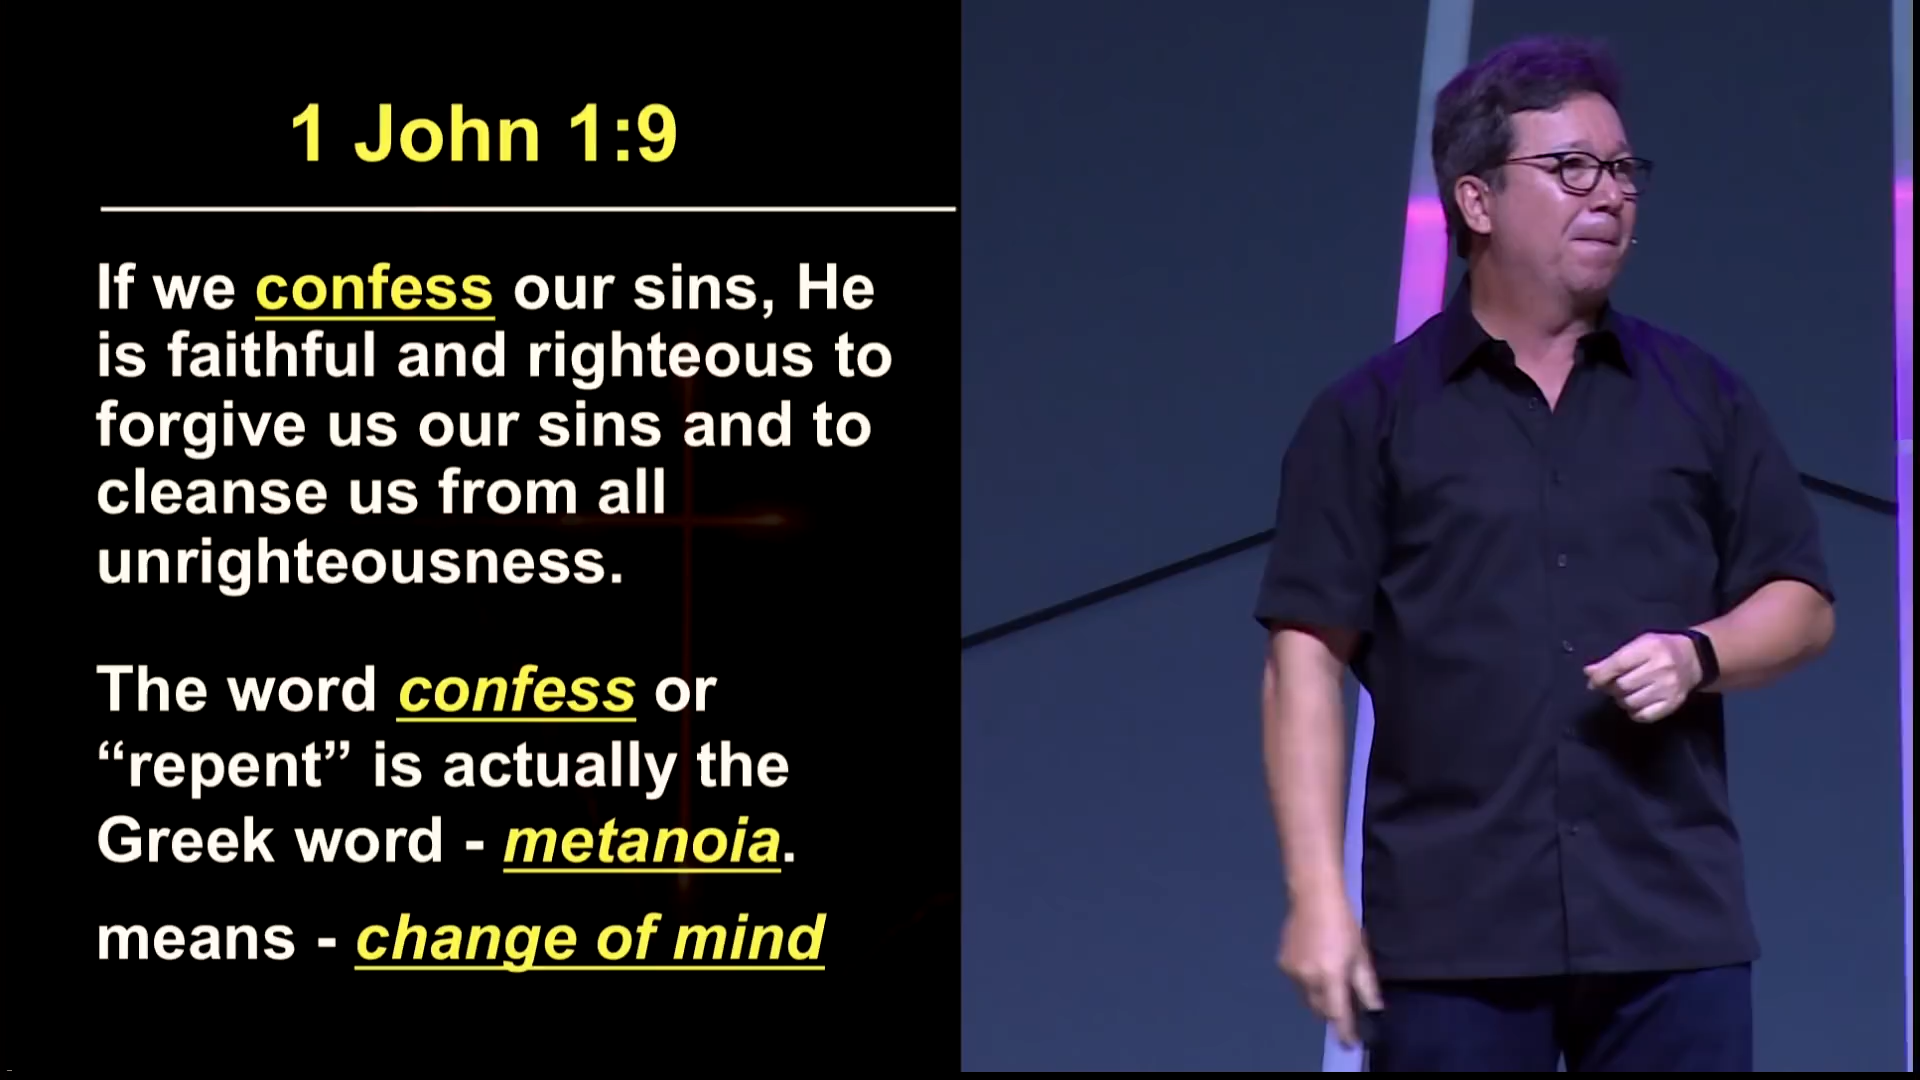 1 John 1:9
If we confess our sins, He
is faithful and righteous to
forgive us our sins and to
cleanse us from all
unrighteousness.
The word confess or
“repent” is actually the
Greek word - metanoia.
means - change of mind